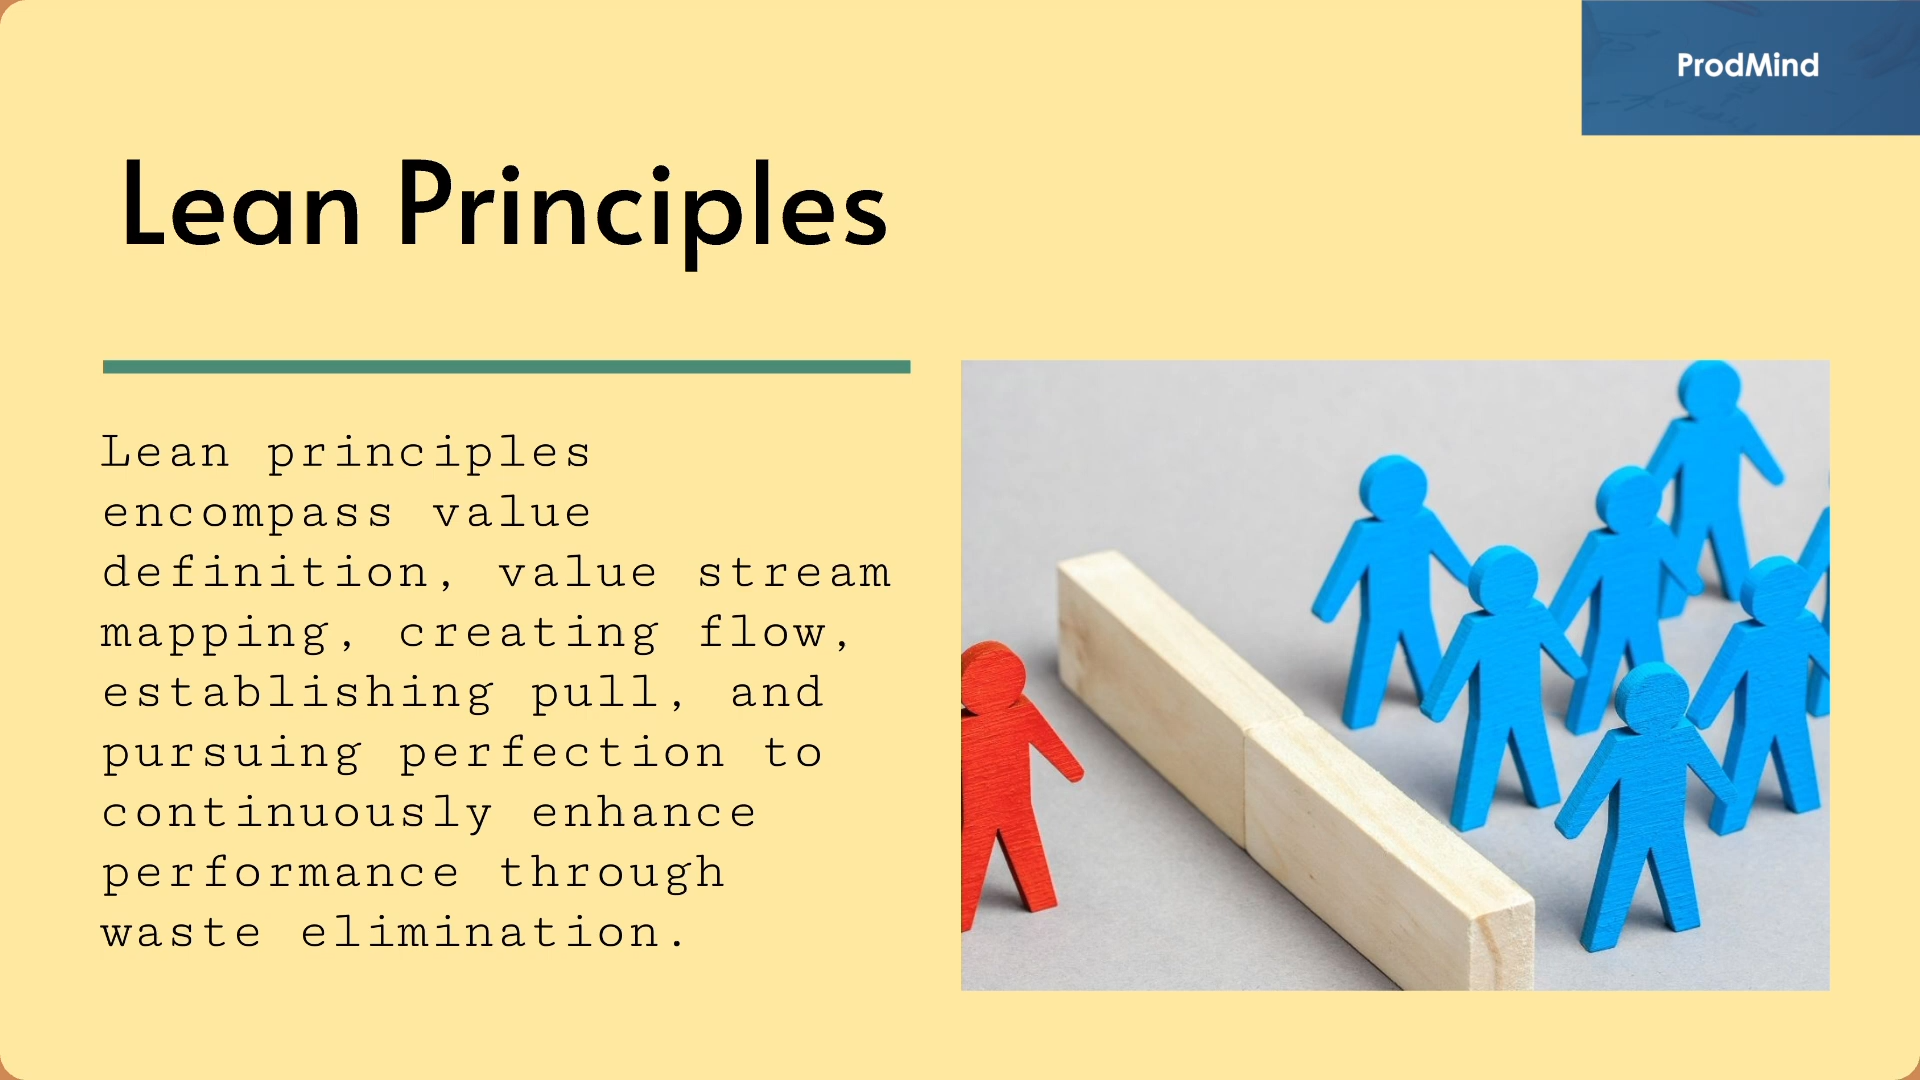 ProdMind
Lean Principles
Lean principles
encompass value
definition, value stream
mapping, creating flow,
establishing pull, and
pursuing perfection to
continuously enhance
performance through
waste elimination.